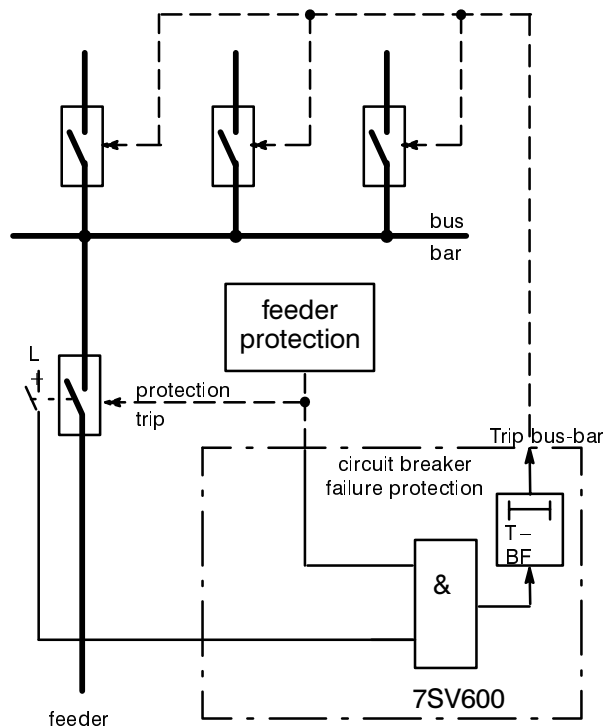 bus
bar
feeder
protection
L
+
protection
trip
Trip bus-bar
circuit breaker
failure protection
T –
BF
&
7SV600
feeder